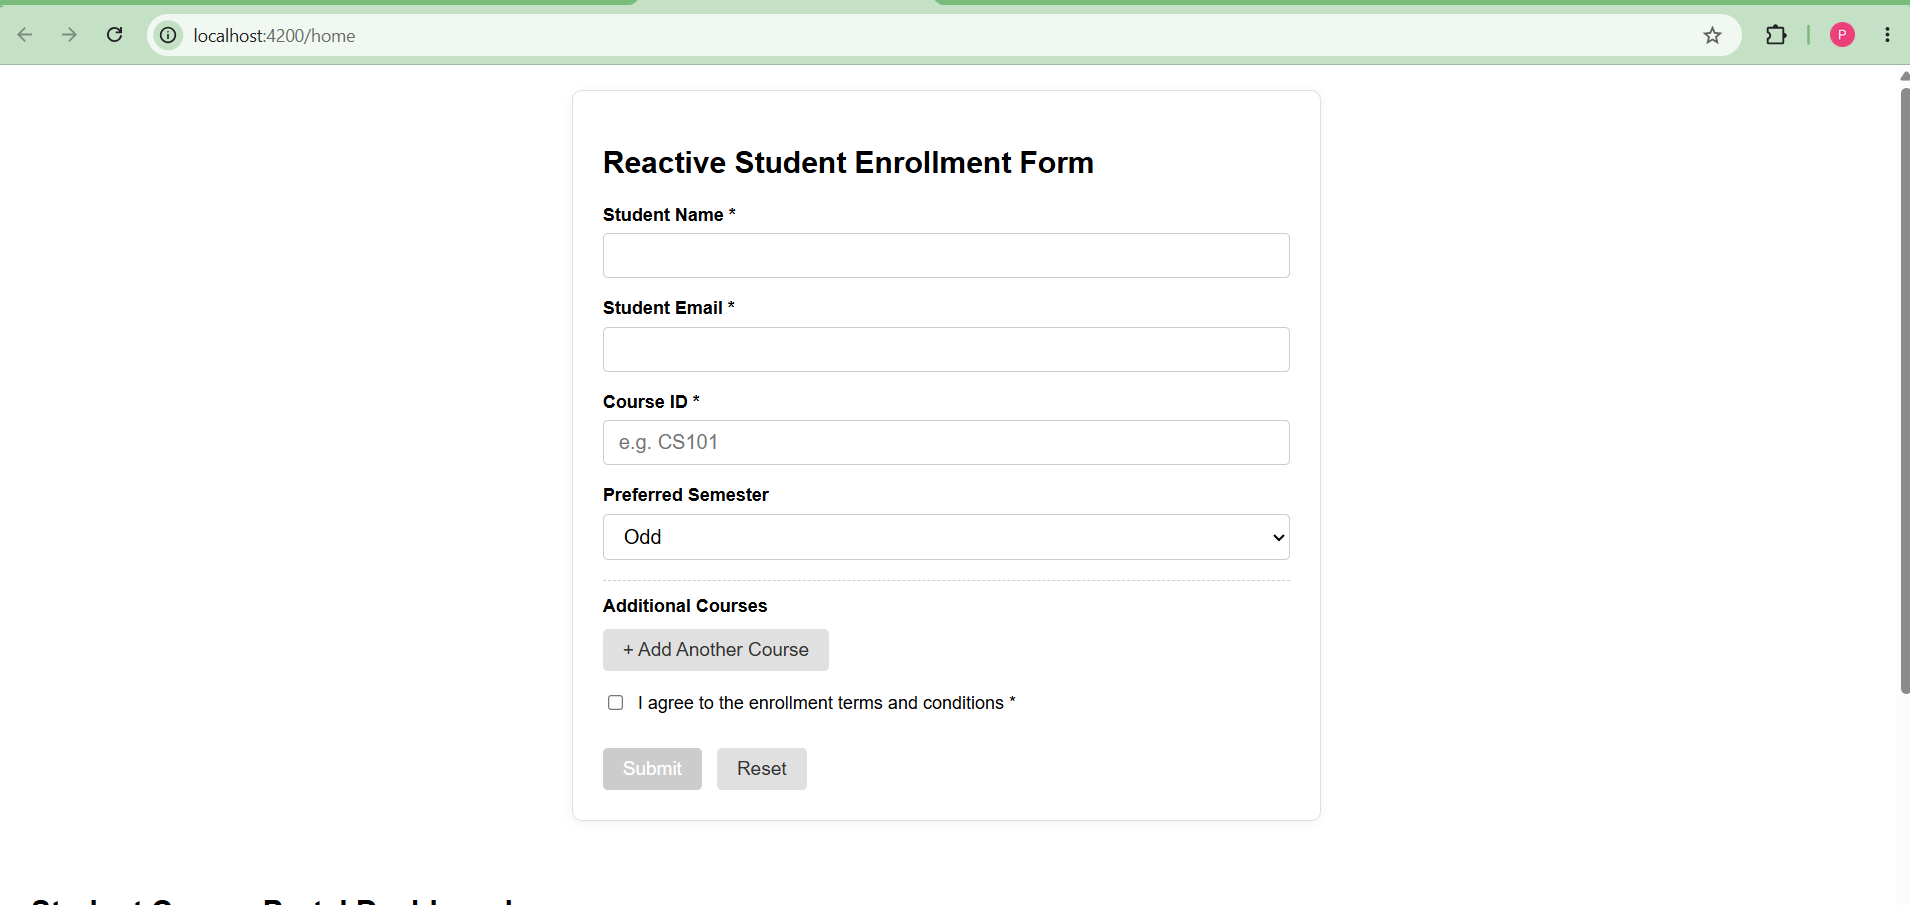 localhost:4200/home
P
Reactive Student Enrollment Form
Student Name *
Student Email *
Course ID *
e.g. CS101
Preferred Semester
Odd
Additional Courses
+ Add Another Course
I agree to the enrollment terms and conditions *
Submit Reset